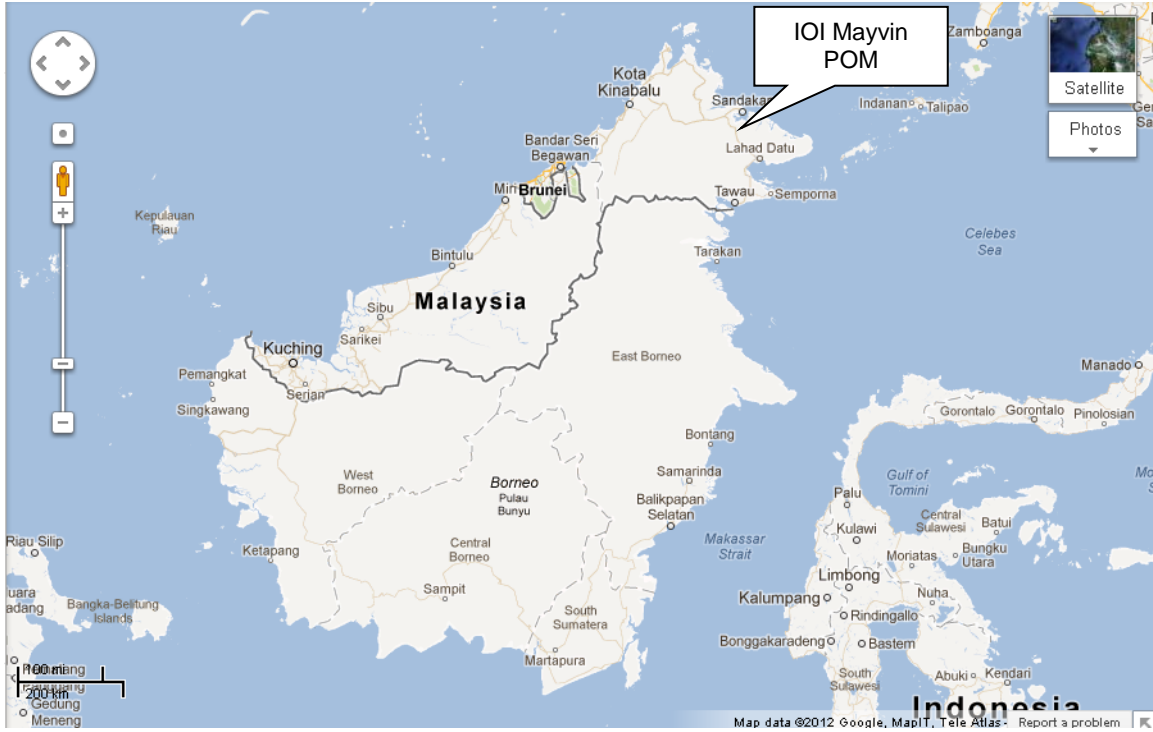 IOI Mayvin
POM
Zamboanga
Satellite
Photos
Kota
Kinabalu
Sandakan
Indanan
Talipao
Bandar Seri
Begawan
Lahad Datu
Brunei
Tawau
Semporna
Kepulauan
Riau
Celebes
Sea
Bintulu
Tarakan
Malaysia
Sibu
Sarikei
Kuching
East Borneo
Manado
Pemangkat
Serian
Singkawang
Gorontalo
Gorontalo
Pinolosian
Bontang
West
Borneo
Borneo
Pulau
Bunyu
Samarinda
Gulf of
Tomini
Balikpapan
Selatan
Palu
Central
Sulawesi
Batui
Riau Silip
Ketapang
Central
Borneo
Makassar
Strait
Kulawi
Moriatas
Bungku
Utara
Sampit
Limbong
Bangka-Belitung
Islands
South
Sumatera
Kalumpang
Nuha
Rindingallo
Bonggakaradeng
Bastem
Martapura
100 mi
200 km
South
Sulawesi
Abuki
Kendari
Gedung
Meneng
Indonesia
Map data ©2012 Google, MapIT, Tele Atlas -
Report a problem